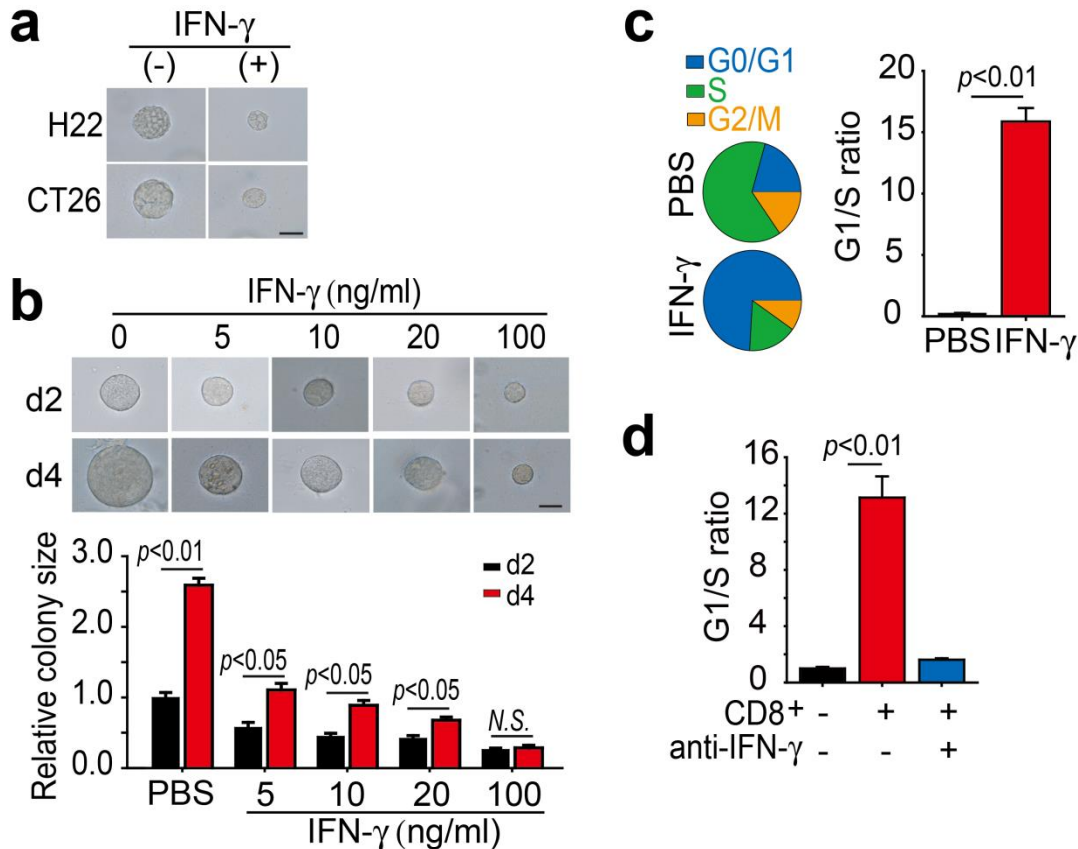 a
IFN-γ
(-) (+)
H22
CT26
b
IFN-γ (ng/ml)
0 5 10 20 100
d2
d4
Relative colony size
3.0
2.0
1.0
0.0
p<0.01
p<0.05
p<0.05
p<0.05
N.S.
d2
d4
PBS 5 10 20 100
IFN-γ (ng/ml)
c
G0/G1
S
G2/M
PBS
IFN-γ
G1/S ratio
20
15
10
5
0
p<0.01
PBS IFN-γ
d
G1/S ratio
16
12
8
4
0
p<0.01
CD8+ - + +
anti-IFN-γ - - +